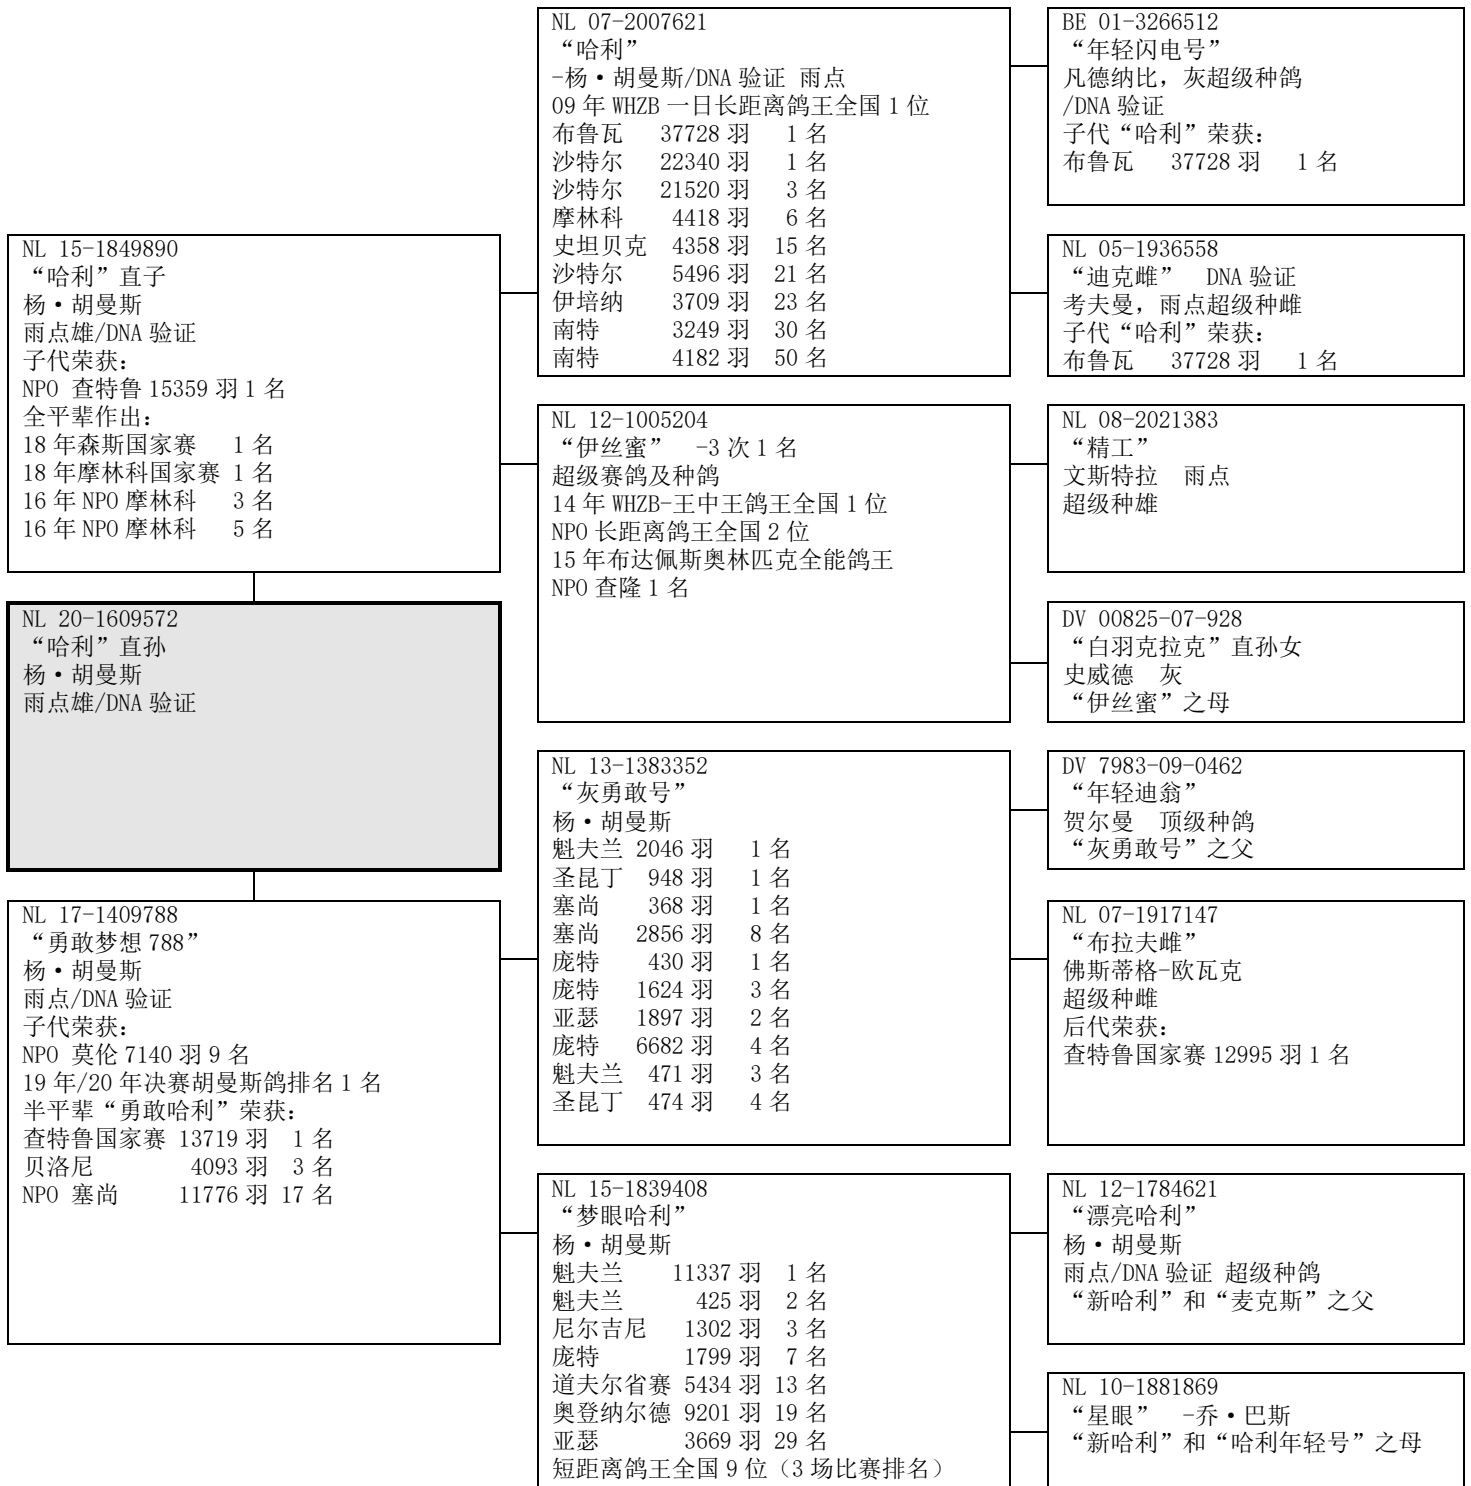 NL 15-1849890
“哈利”直子
杨·胡曼斯
雨点雄/DNA 验证
子代荣获：
NPO 查特鲁 15359 羽 1 名
全平辈作出：
18 年森斯国家赛 1 名
18 年摩林科国家赛 1 名
16 年 NPO 摩林科 3 名
16 年 NPO 摩林科 5 名
NL 20-1609572
“哈利”直孙
杨·胡曼斯
雨点雄/DNA 验证
NL 17-1409788
“勇敢梦想 788”
杨·胡曼斯
雨点/DNA 验证
子代荣获：
NPO 莫伦 7140 羽 9 名
19 年/20 年决赛胡曼斯鸽排名 1 名
半平辈“勇敢哈利”荣获：
查特鲁国家赛 13719 羽 1 名
贝洛尼 4093 羽 3 名
NPO 塞尚 11776 羽 17 名
NL 07-2007621
“哈利”
-杨·胡曼斯/DNA 验证 雨点
09 年 WHZB 一日长距离鸽王全国 1 位
布鲁瓦 37728 羽 1 名
沙特尔 22340 羽 1 名
沙特尔 21520 羽 3 名
摩林科 4418 羽 6 名
史坦贝克 4358 羽 15 名
沙特尔 5496 羽 21 名
伊培纳 3709 羽 23 名
南特 3249 羽 30 名
南特 4182 羽 50 名
NL 12-1005204
“伊丝蜜” -3 次 1 名
超级赛鸽及种鸽
14 年 WHZB-王中王鸽王全国 1 位
NPO 长距离鸽王全国 2 位
15 年布达佩斯奥林匹克全能鸽王
NPO 查隆 1 名
NL 13-1383352
“灰勇敢号”
杨·胡曼斯
魁夫兰 2046 羽 1 名
圣昆丁 948 羽 1 名
塞尚 368 羽 1 名
塞尚 2856 羽 8 名
庞特 430 羽 1 名
庞特 1624 羽 3 名
亚瑟 1897 羽 2 名
庞特 6682 羽 4 名
魁夫兰 471 羽 3 名
圣昆丁 474 羽 4 名
NL 15-1839408
“梦眼哈利”
杨·胡曼斯
魁夫兰 11337 羽 1 名
魁夫兰 425 羽 2 名
尼尔吉尼 1302 羽 3 名
庞特 1799 羽 7 名
道夫尔省赛 5434 羽 13 名
奥登纳尔德 9201 羽 19 名
亚瑟 3669 羽 29 名
短距离鸽王全国 9 位（3 场比赛排名）
BE 01-3266512
“年轻闪电号”
凡德纳比，灰超级种鸽
/DNA 验证
子代“哈利”荣获：
布鲁瓦 37728 羽 1 名
NL 05-1936558
“迪克雌” DNA 验证
考夫曼，雨点超级种雌
子代“哈利”荣获：
布鲁瓦 37728 羽 1 名
NL 08-2021383
“精工”
文斯特拉 雨点
超级种雄
DV 00825-07-928
“白羽克拉克”直孙女
史威德 灰
“伊丝蜜”之母
DV 7983-09-0462
“年轻迪翁”
贺尔曼 顶级种鸽
“灰勇敢号”之父
NL 07-1917147
“布拉夫雌”
佛斯蒂格-欧瓦克
超级种雌
后代荣获：
查特鲁国家赛 12995 羽 1 名
NL 12-1784621
“漂亮哈利”
杨·胡曼斯
雨点/DNA 验证 超级种鸽
“新哈利”和“麦克斯”之父
NL 10-1881869
“星眼” -乔·巴斯
“新哈利”和“哈利年轻号”之母